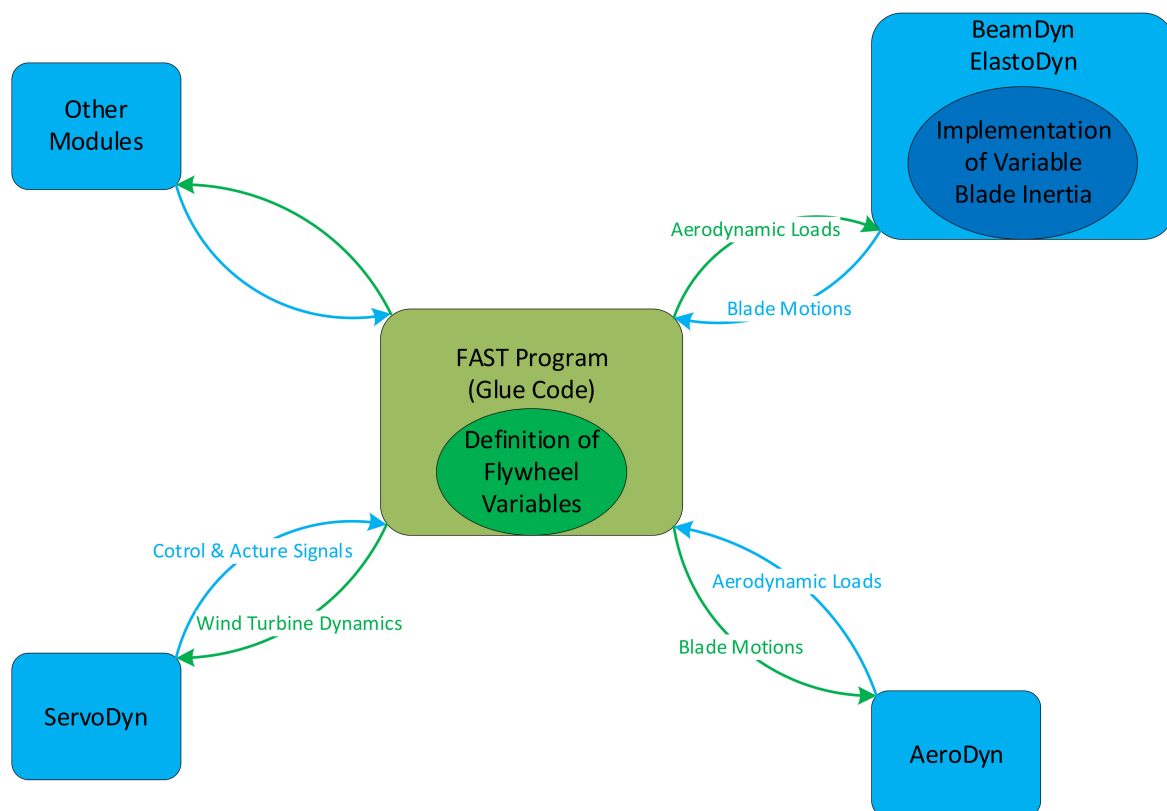 BeamDyn
ElastoDyn
Implementation
of Variable
Blade Inertia
Other
Modules
Aerodynamic Loads
Blade Motions
FAST Program
(Glue Code)
Definition of
Flywheel
Variables
Cotrol & Acture Signals
Wind Turbine Dynamics
Aerodynamic Loads
Blade Motions
ServoDyn
AeroDyn